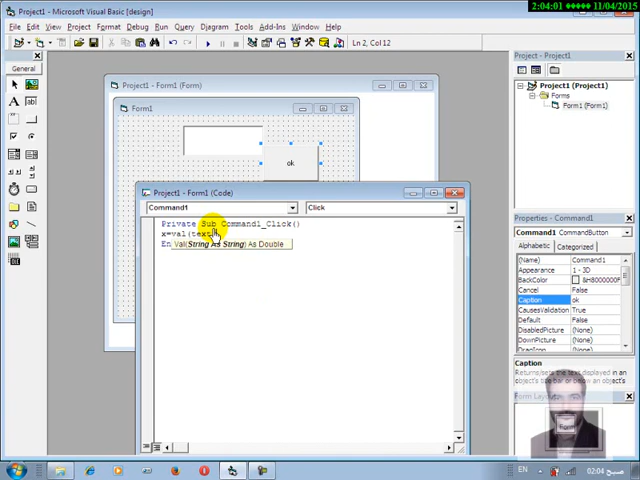 2:04:01 11/04/2015
Project1 - Microsoft Visual Basic [design]
File Edit View Project Format Debug Run Query Diagram Tools Add-Ins Window Help
Ln 2, Col 12
General
Project1 - Form1 (Form)
Form1
ok
Project1 - Form1 (Code)
Command1 Click
Private Sub Command1_Click()
x=val(text
En
Val(String As String) As Double
Project - Project1
Project1 (Project1)
Forms
Form1 (Form1)
Properties - Command1
Command1 CommandButton
Alphabetic Categorized
(Name) Command1
Appearance 1 - 3D
BackColor &H8000000F
Cancel False
Caption ok
CausesValidation True
Default False
DisabledPicture (None)
DownPicture (None)
DragIcon
Caption
Returns/sets the text displayed in an object's title bar or below an object's
Form Layout
EN
02:04 صبح